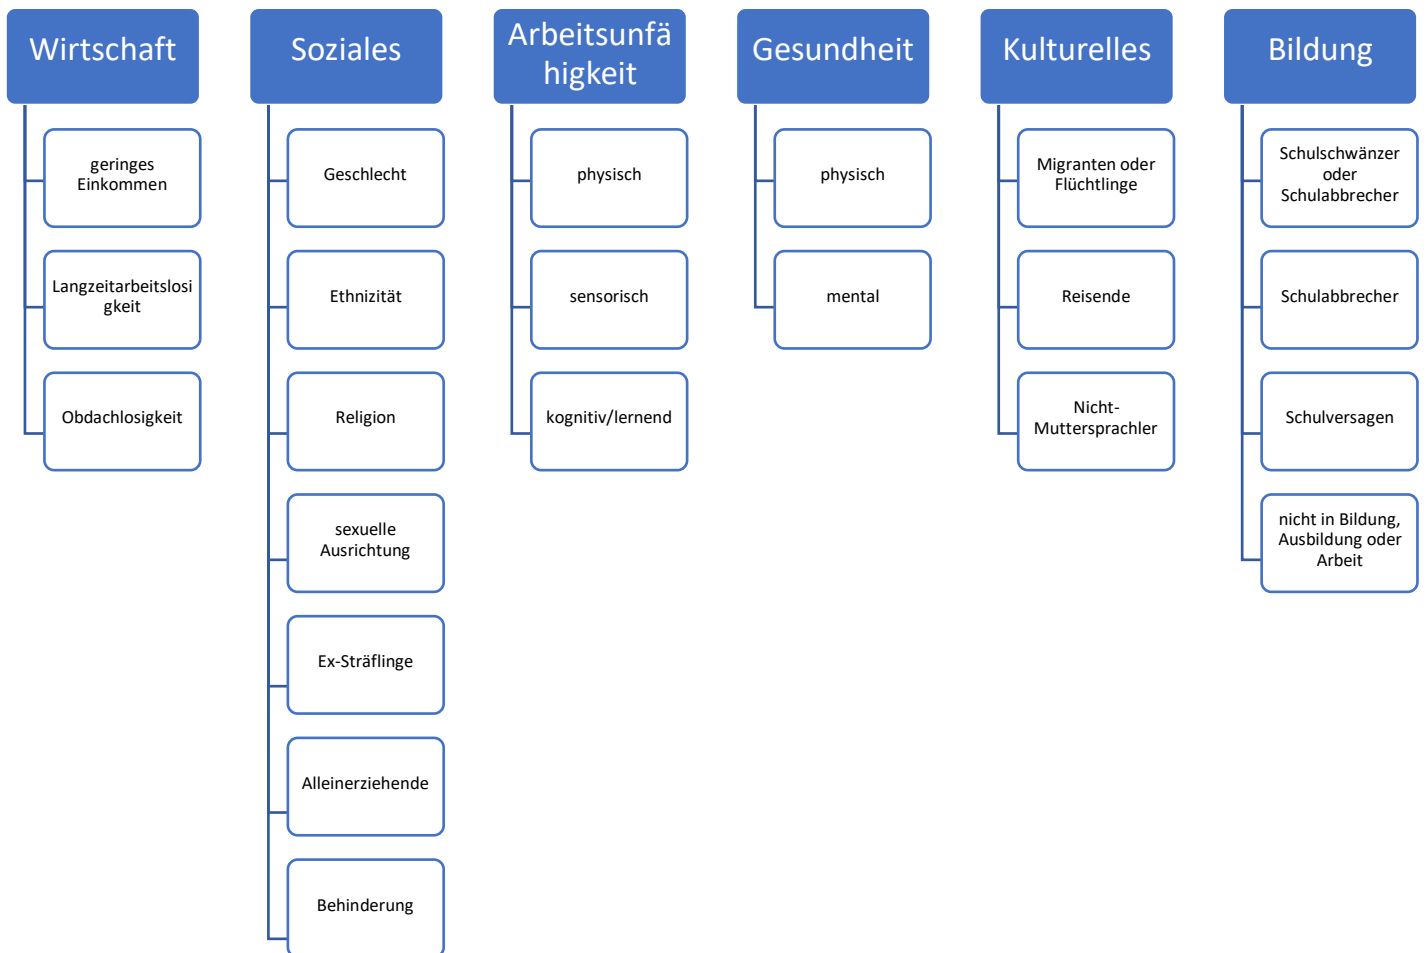 Wirtschaft
geringes
Einkommen
Langzeitarbeitslosi
gkeit
Obdachlosigkeit
Soziales
Geschlecht
Ethnizität
Religion
sexuelle
Ausrichtung
Ex-Sträflinge
Alleinerziehende
Behinderung
Arbeitsunfä
higkeit
physisch
sensorisch
kognitiv/lernend
Gesundheit
physisch
mental
Kulturelles
Migranten oder
Flüchtlinge
Reisende
Nicht-
Muttersprachler
Bildung
Schulschwänzer
oder
Schulabbrecher
Schulabbrecher
Schulversagen
nicht in Bildung,
Ausbildung oder
Arbeit